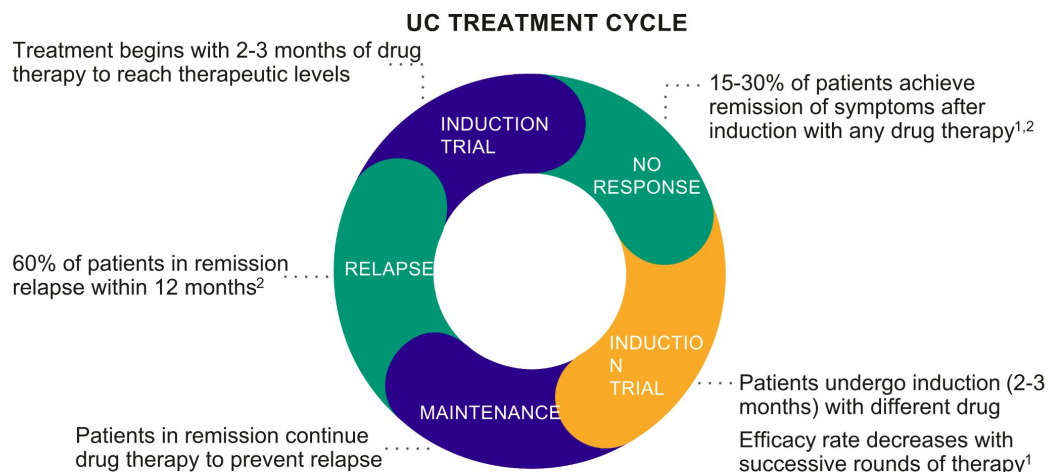 UC TREATMENT CYCLE
Treatment begins with 2-3 months of drug
therapy to reach therapeutic levels
INDUCTION
TRIAL
15-30% of patients achieve
remission of symptoms after
induction with any drug therapy1,2
NO
RESPONSE
60% of patients in remission
relapse within 12 months2
RELAPSE
INDUCTIO
N
TRIAL
Patients undergo induction (2-3
months) with different drug
Efficacy rate decreases with
successive rounds of therapy1
MAINTENANCE
Patients in remission continue
drug therapy to prevent relapse